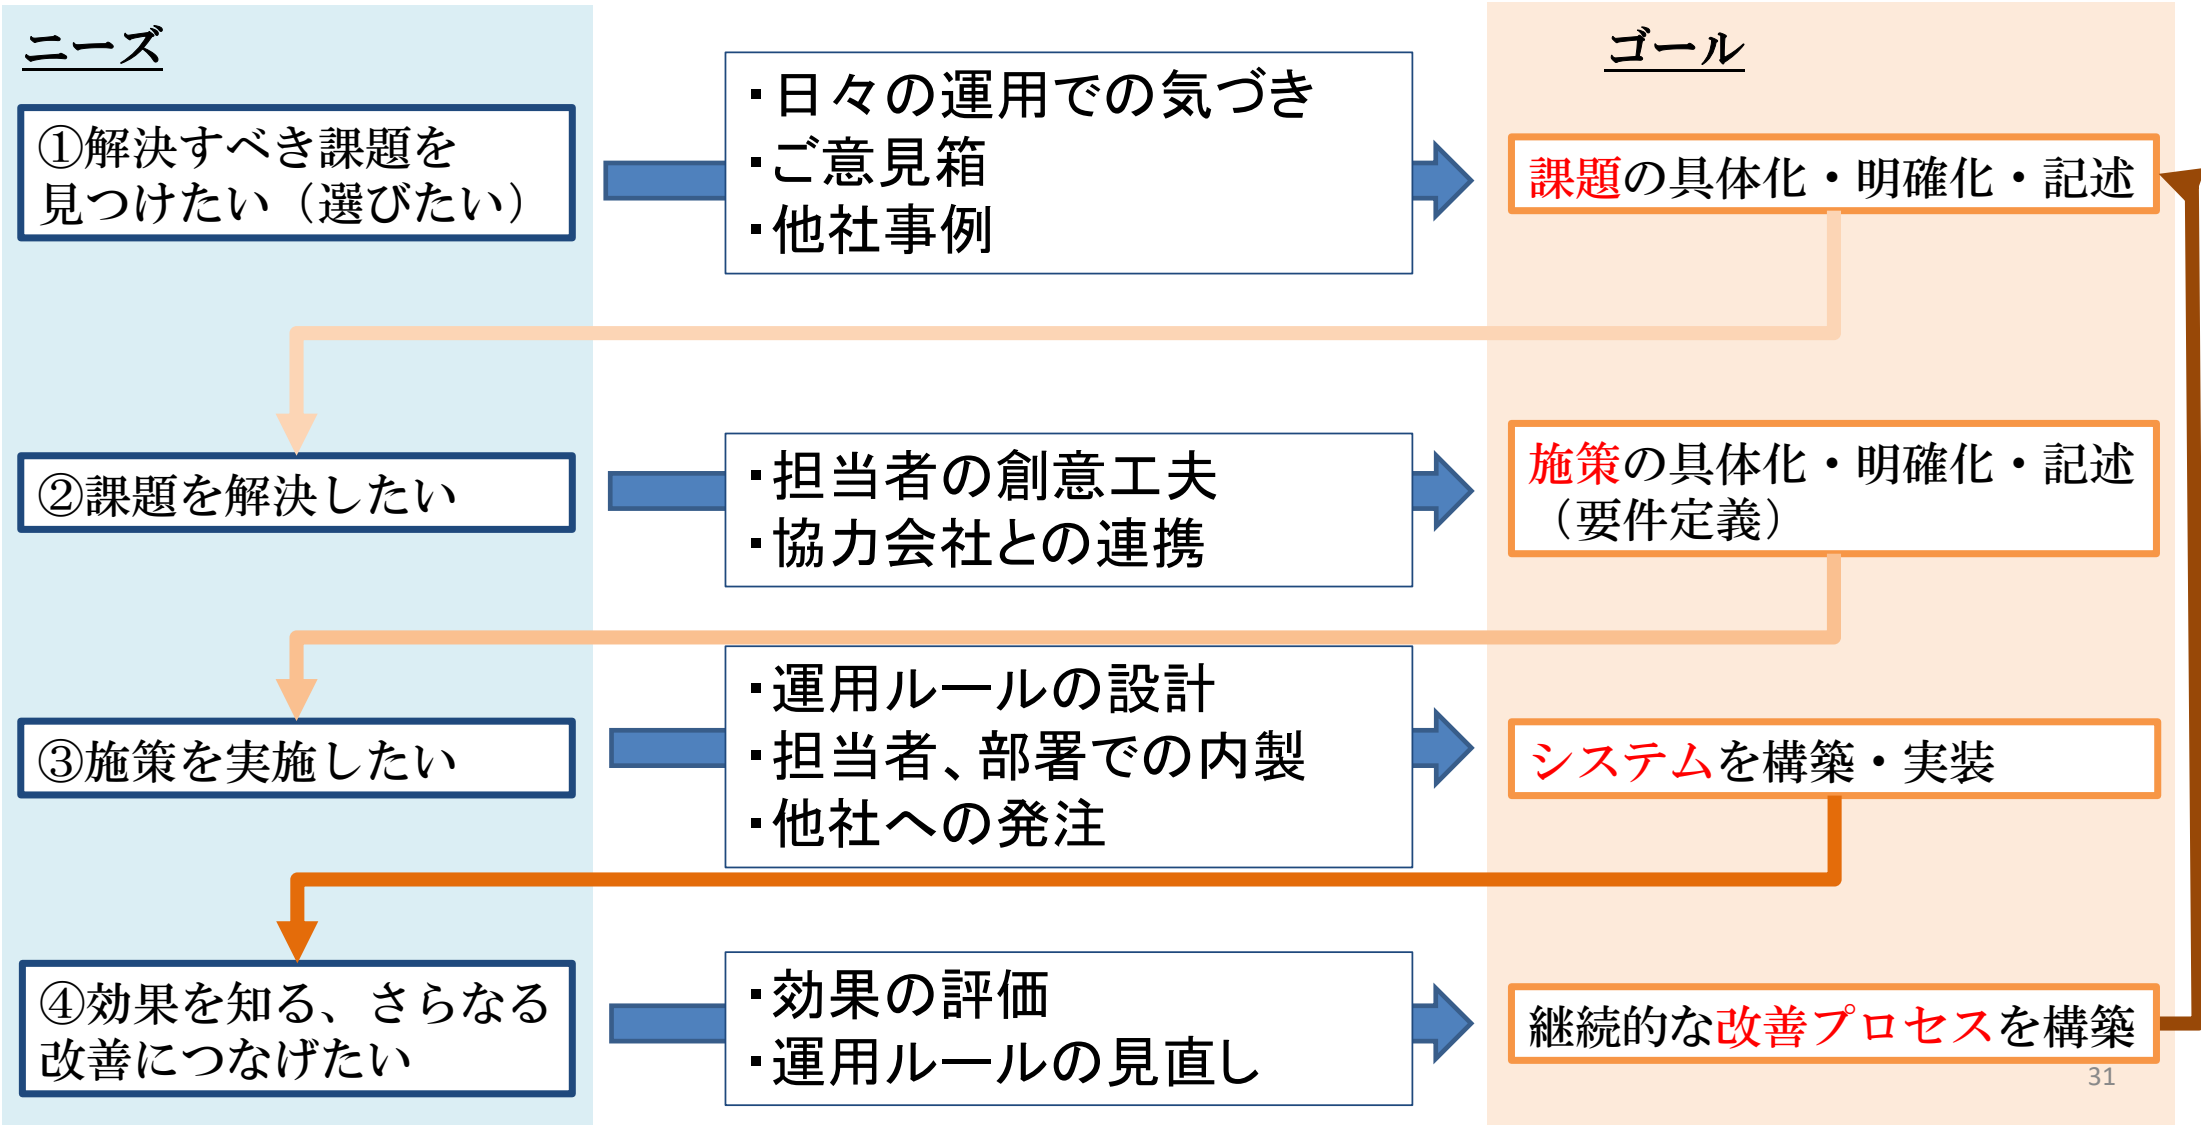 ニーズ
ゴール
①解決すべき課題を
見つけたい（選びたい）
・日々の運用での気づき
・ご意見箱
・他社事例
課題の具体化・明確化・記述
②課題を解決したい
・担当者の創意工夫
・協力会社との連携
施策の具体化・明確化・記述
（要件定義）
③施策を実施したい
・運用ルールの設計
・担当者、部署での内製
・他社への発注
システムを構築・実装
④効果を知る、さらなる
改善につなげたい
・効果の評価
・運用ルールの見直し
継続的な改善プロセスを構築
31